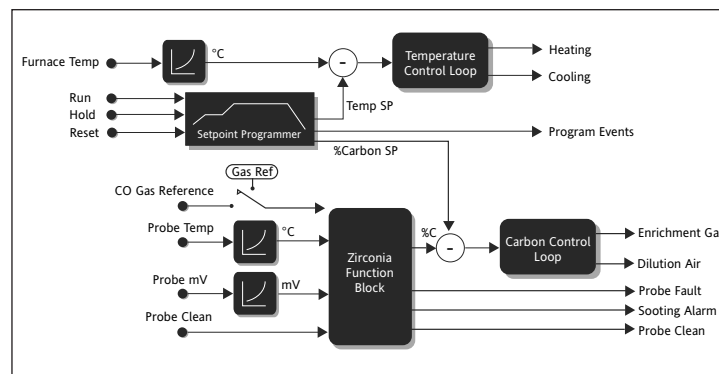 Furnace Temp
°C
-
Temperature
Control Loop
Heating
Cooling
Run
Hold
Reset
Setpoint Programmer
Temp SP
Program Events
%Carbon SP
Gas Ref
CO Gas Reference
Probe Temp
°C
Probe mV
mV
Probe Clean
Zirconia
Function
Block
%C
-
Carbon Control
Loop
Enrichment Ga
Dilution Air
Probe Fault
Sooting Alarm
Probe Clean